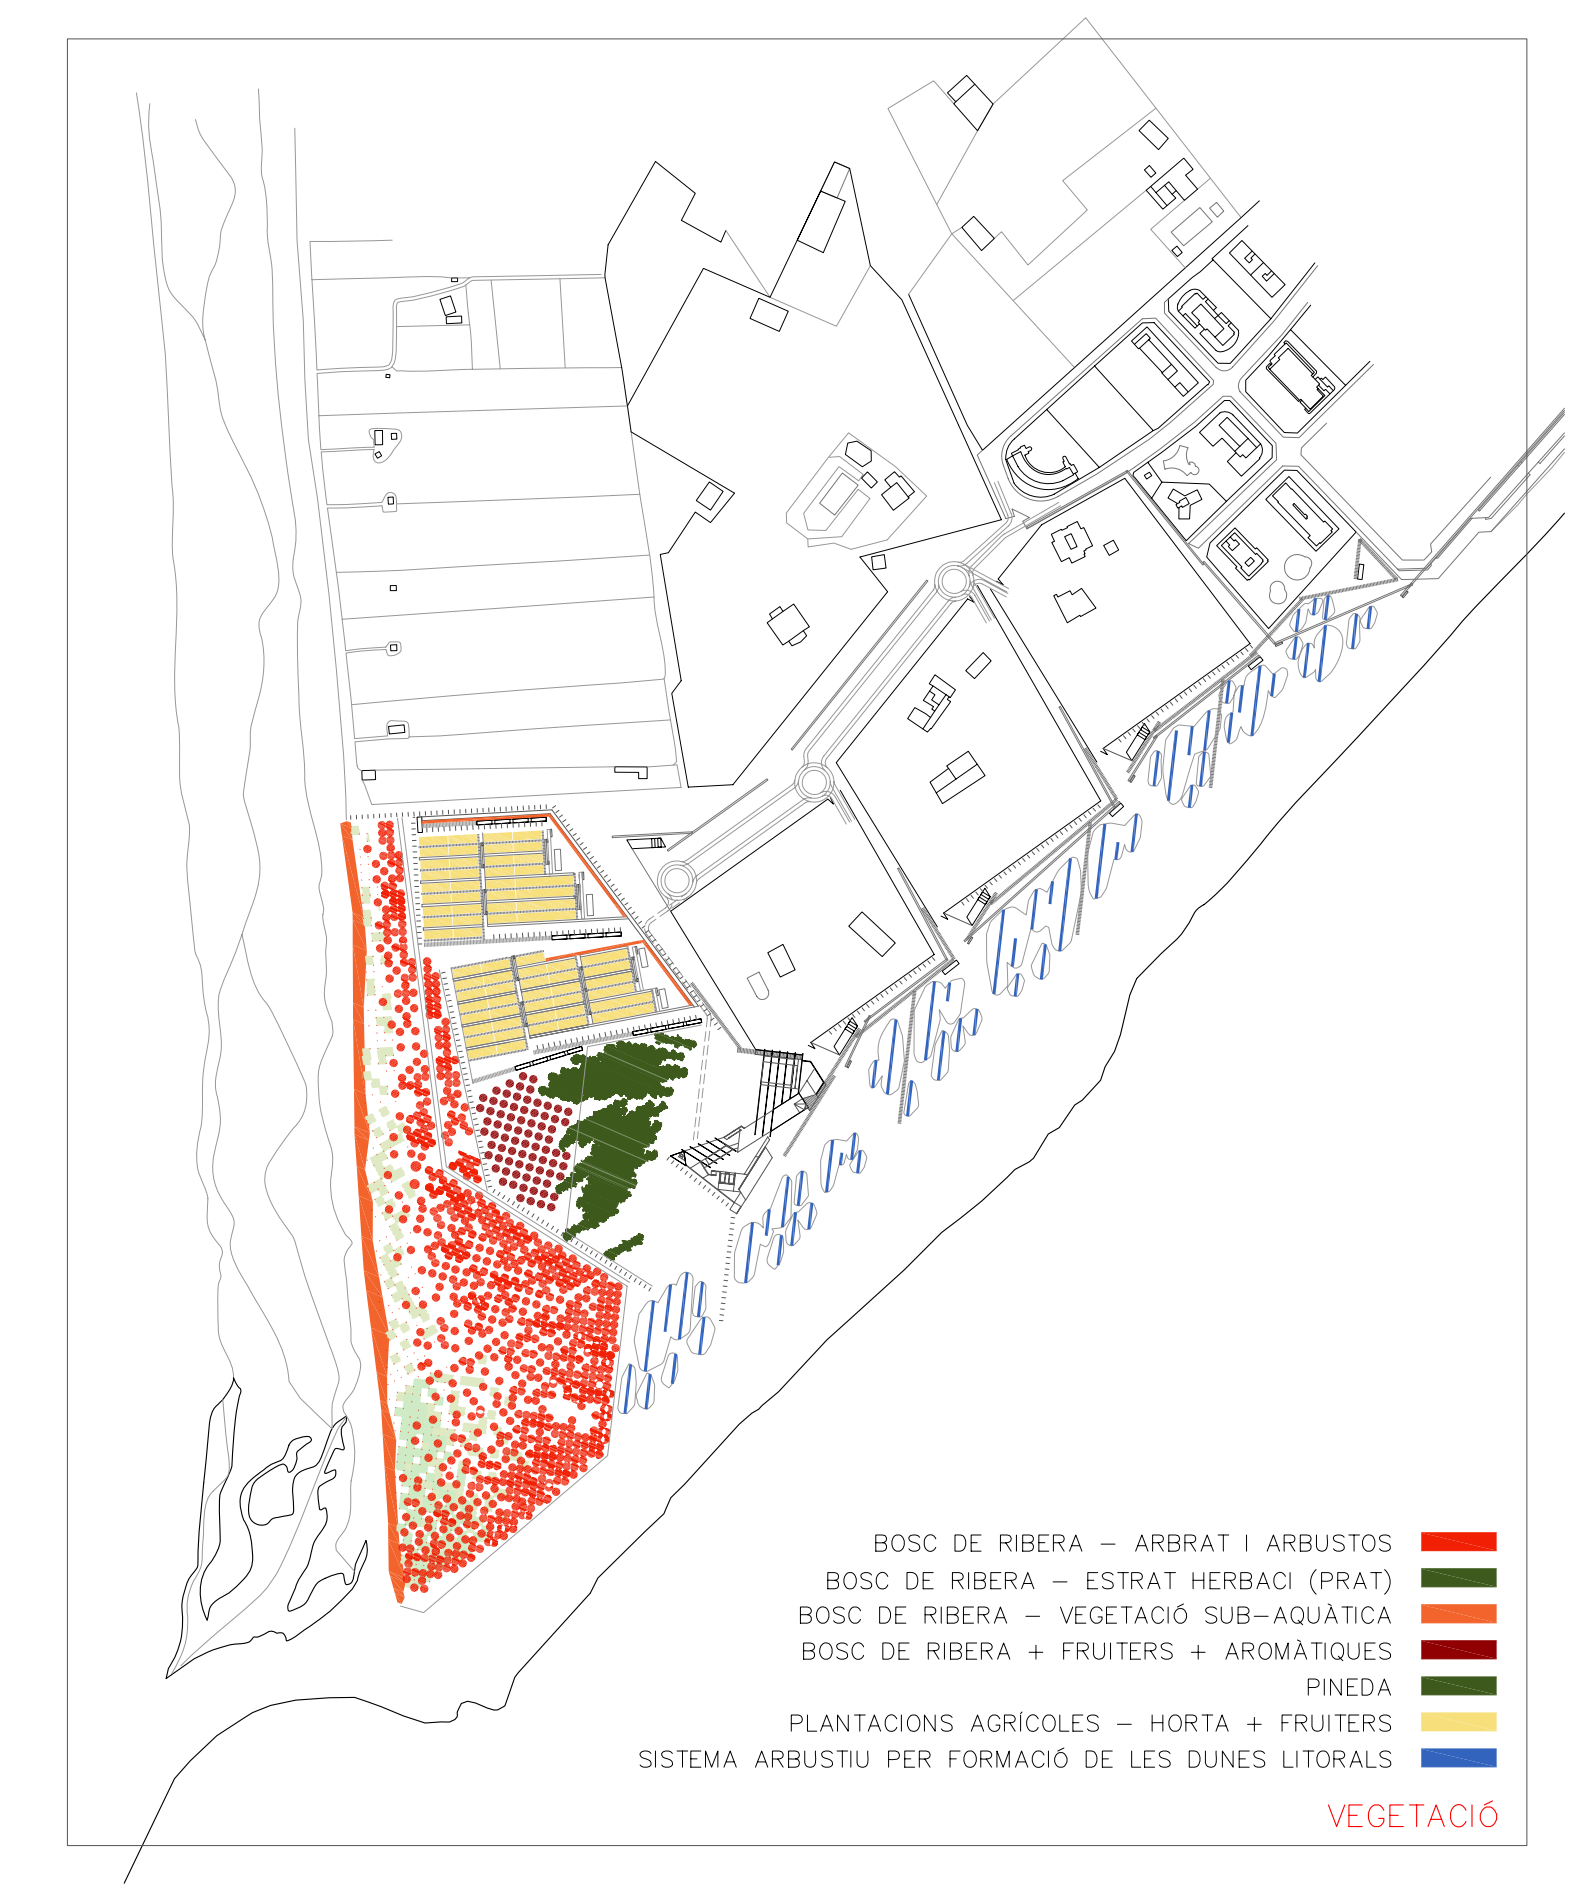 BOSC DE RIBERA - ARBRAT I ARBUSTOS
BOSC DE RIBERA - ESTRAT HERBACI (PRAT)
BOSC DE RIBERA - VEGETACIÓ SUB-AQUÀTICA
BOSC DE RIBERA + FRUITERS + AROMÀTIQUES
PINEDA
PLANTACIONS AGRÍCOLES - HORTA + FRUITERS
SISTEMA ARBUSTIU PER FORMACIÓ DE LES DUNES LITORALS
VEGETACIÓ